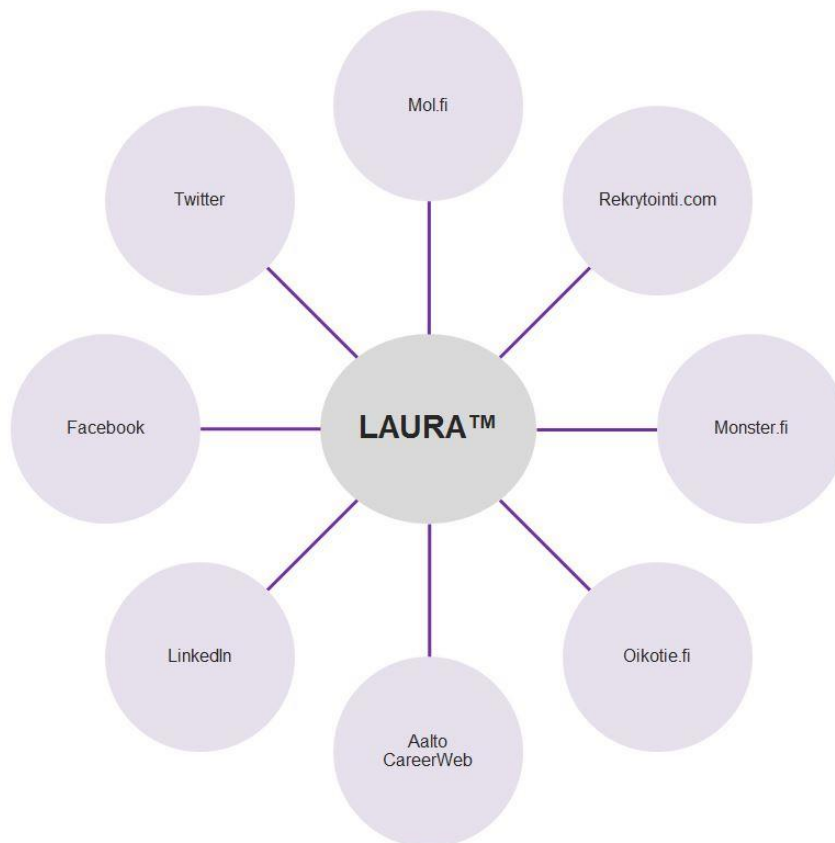 Mol.fi
Twitter
Rekrytointi.com
LAURA™
Facebook
Monster.fi
LinkedIn
Oikotie.fi
Aalto
CareerWeb